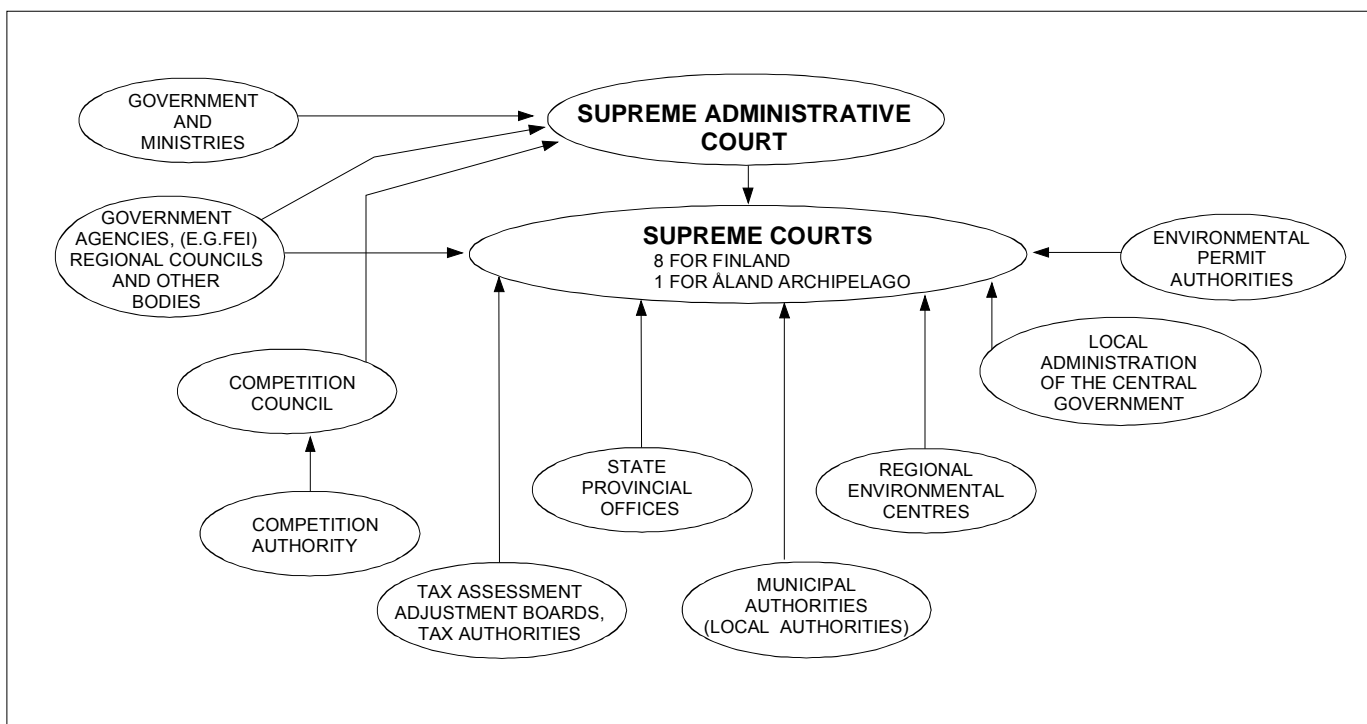 GOVERNMENT
AND
MINISTRIES
SUPREME ADMINISTRATIVE
COURT
GOVERNMENT
AGENCIES, (E.G.FEI)
REGIONAL COUNCILS
AND OTHER
BODIES
SUPREME COURTS
8 FOR FINLAND
1 FOR ÅLAND ARCHIPELAGO
ENVIRONMENTAL
PERMIT
AUTHORITIES
LOCAL
ADMINISTRATION
OF THE CENTRAL
GOVERNMENT
COMPETITION
COUNCIL
STATE
PROVINCIAL
OFFICES
REGIONAL
ENVIRONMENTAL
CENTRES
COMPETITION
AUTHORITY
TAX ASSESSMENT
ADJUSTMENT BOARDS,
TAX AUTHORITIES
MUNICIPAL
AUTHORITIES
(LOCAL AUTHORITIES)